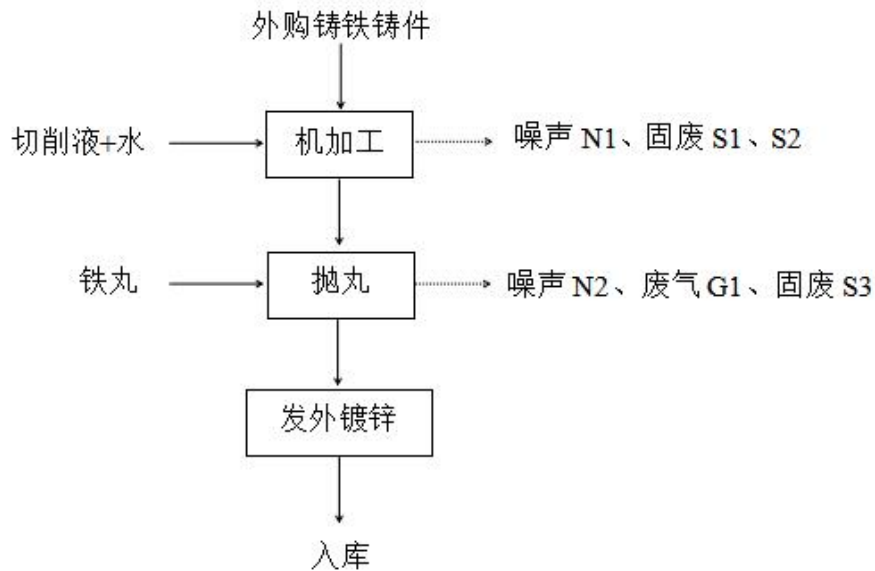 外购铸铁铸件
切削液+水
机加工
噪声 N1、固废 S1、S2
铁丸
抛丸
噪声 N2、废气 G1、固废 S3
发外镀锌
入库